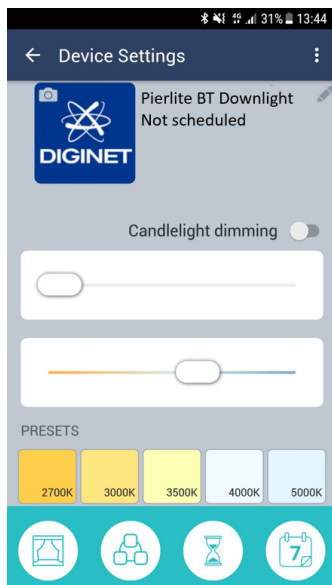 31% 13:44
Device Settings
Pierlite BT Downlight
Not scheduled
DIGINET
Candlelight dimming
PRESETS
2700K 3000K 3500K 4000K 5000K
7